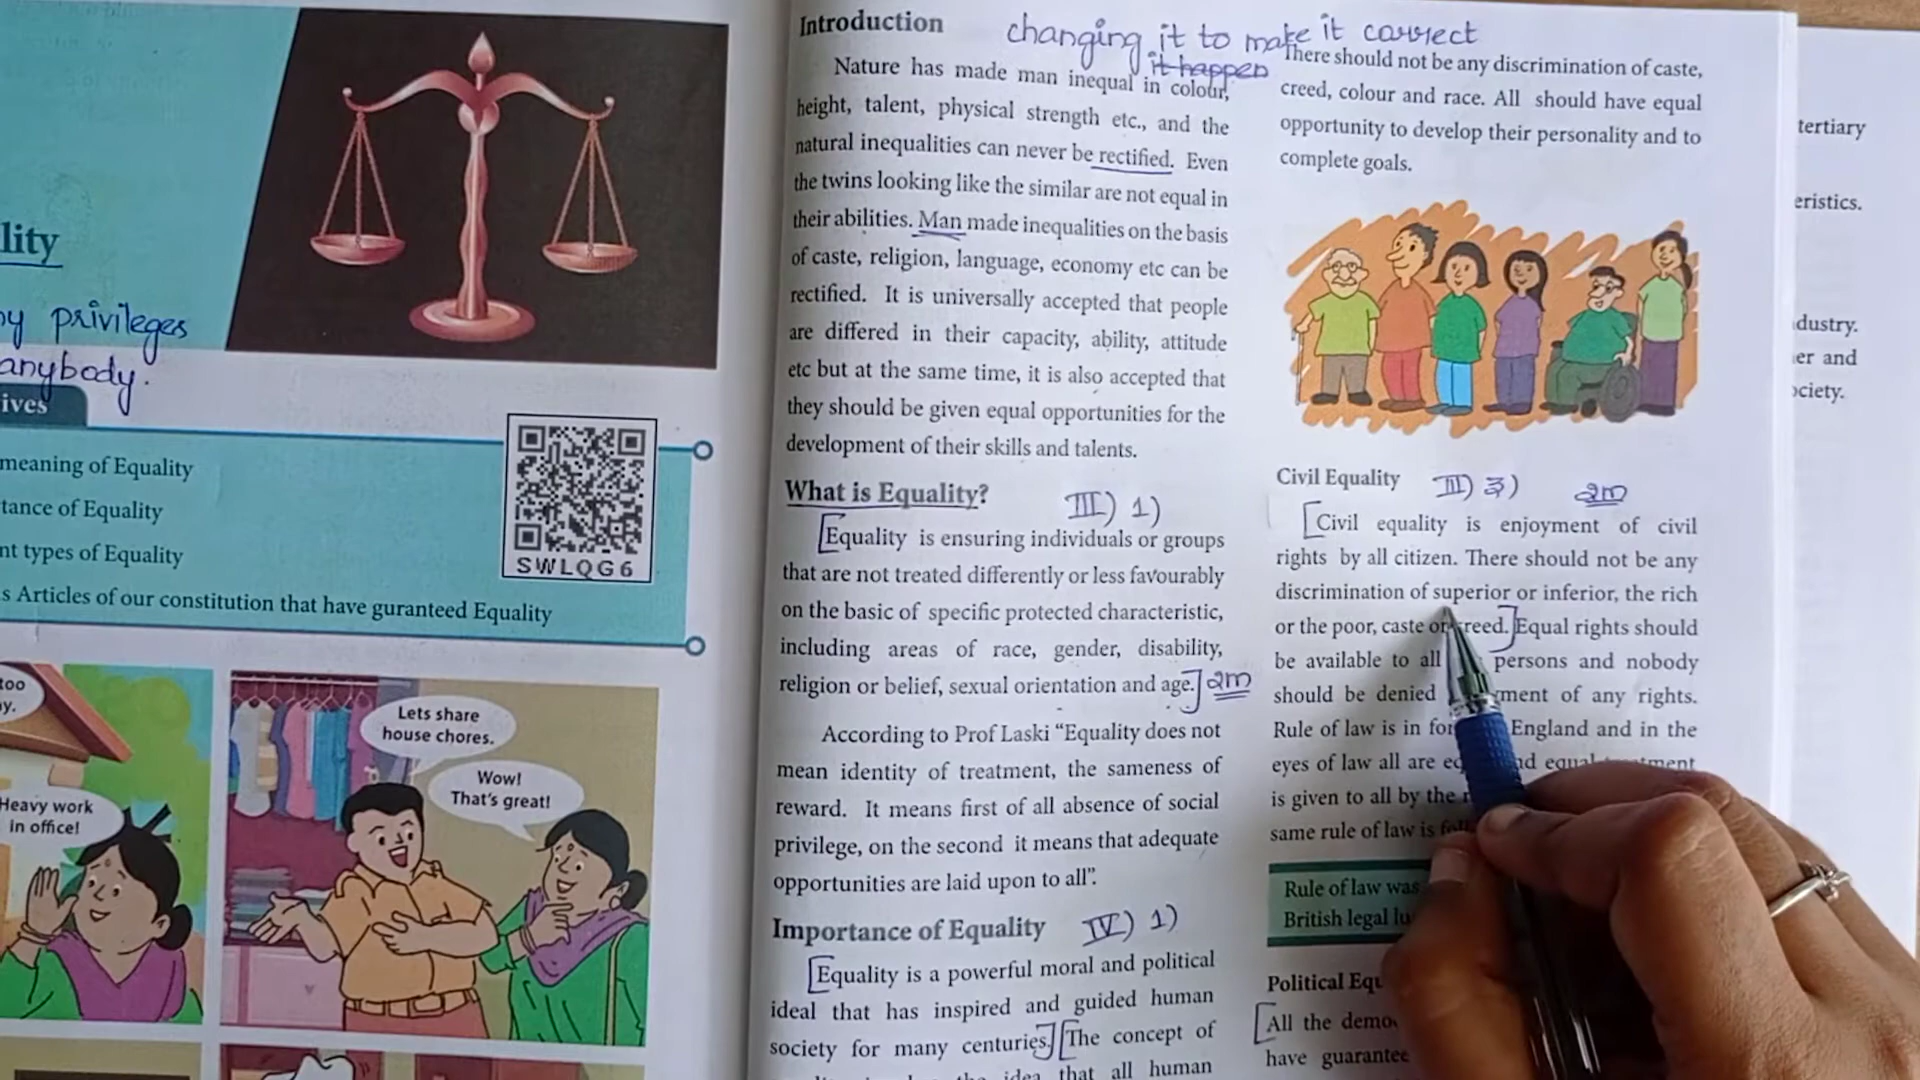 lity
privileges
anybody.
ives
meaning of Equality
tance of Equality
nt types of Equality
s Articles of our constitution that have guranteed Equality
SWLQG6
too
y.
Heavy work
in office!
Lets share
house chores.
Wow!
That's great!
Introduction
changing it to make it correct
it happen
Nature has made man inequal in colour,
height, talent, physical strength etc., and the
natural inequalities can never be rectified. Even
the twins looking like the similar are not equal in
their abilities. Man made inequalities on the basis
of caste, religion, language, economy etc can be
rectified. It is universally accepted that people
are differed in their capacity, ability, attitude
etc but at the same time, it is also accepted that
they should be given equal opportunities for the
development of their skills and talents.
What is Equality? III) 1)
[Equality is ensuring individuals or groups
that are not treated differently or less favourably
on the basic of specific protected characteristic,
including areas of race, gender, disability,
religion or belief, sexual orientation and age.] 2m
According to Prof Laski “Equality does not
mean identity of treatment, the sameness of
reward. It means first of all absence of social
privilege, on the second it means that adequate
opportunities are laid upon to all”.
Importance of Equality IV) 1)
[Equality is a powerful moral and political
ideal that has inspired and guided human
society for many centuries.] [The concept of
idea that all human
There should not be any discrimination of caste,
creed, colour and race. All should have equal
opportunity to develop their personality and to
complete goals.
Civil Equality III) 3) 2m
[Civil equality is enjoyment of civil
rights by all citizen. There should not be any
discrimination of superior or inferior, the rich
or the poor, caste or creed.] Equal rights should
be available to all persons and nobody
should be denied ment of any rights.
Rule of law is in for England and in the
eyes of law all are eq nd equal treatment
is given to all by the
same rule of law is
Rule of law was
British legal
Political Equ
[All the demo
have guarantee
tertiary
eristics.
dustry.
er and
ociety.